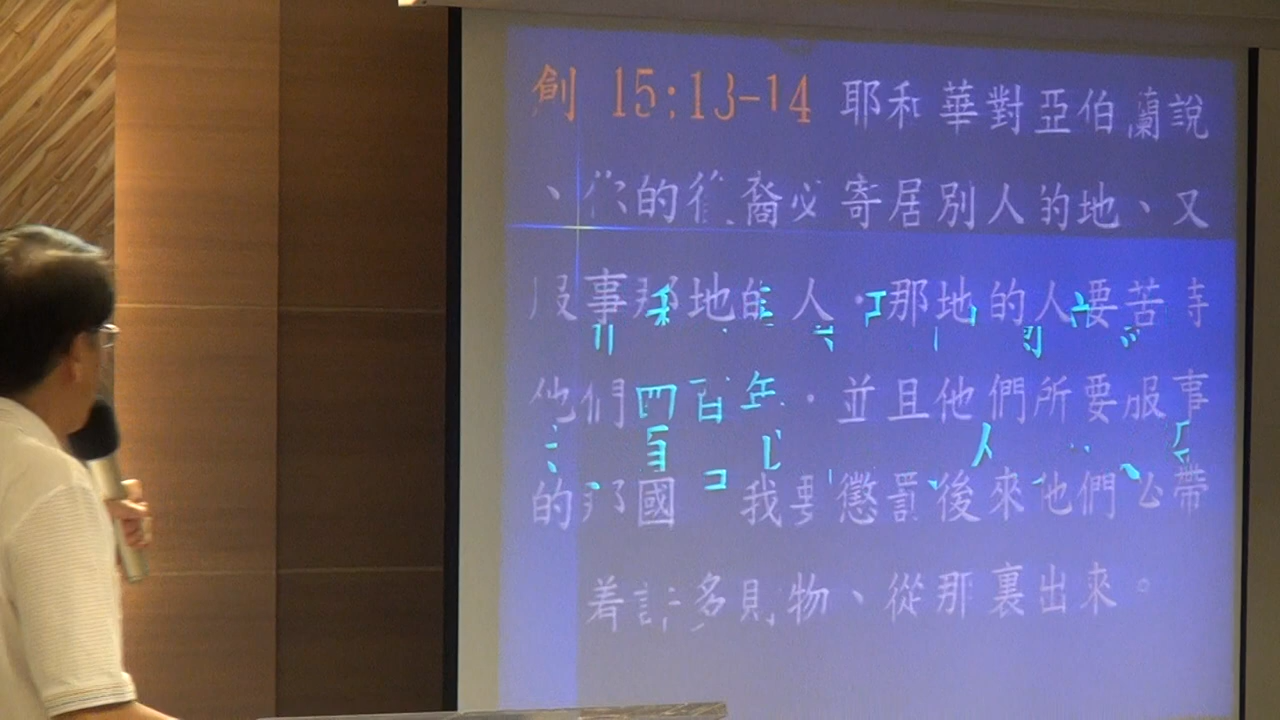 創 15:13-14 耶和華對亞伯蘭說
、你的後裔必寄居別人的地、又
服事那地的人．那地的人要苦待
他們四百年．並且他們所要服事
的那國 我要懲罰後來他們必帶
着許多財物、從那裏出來。